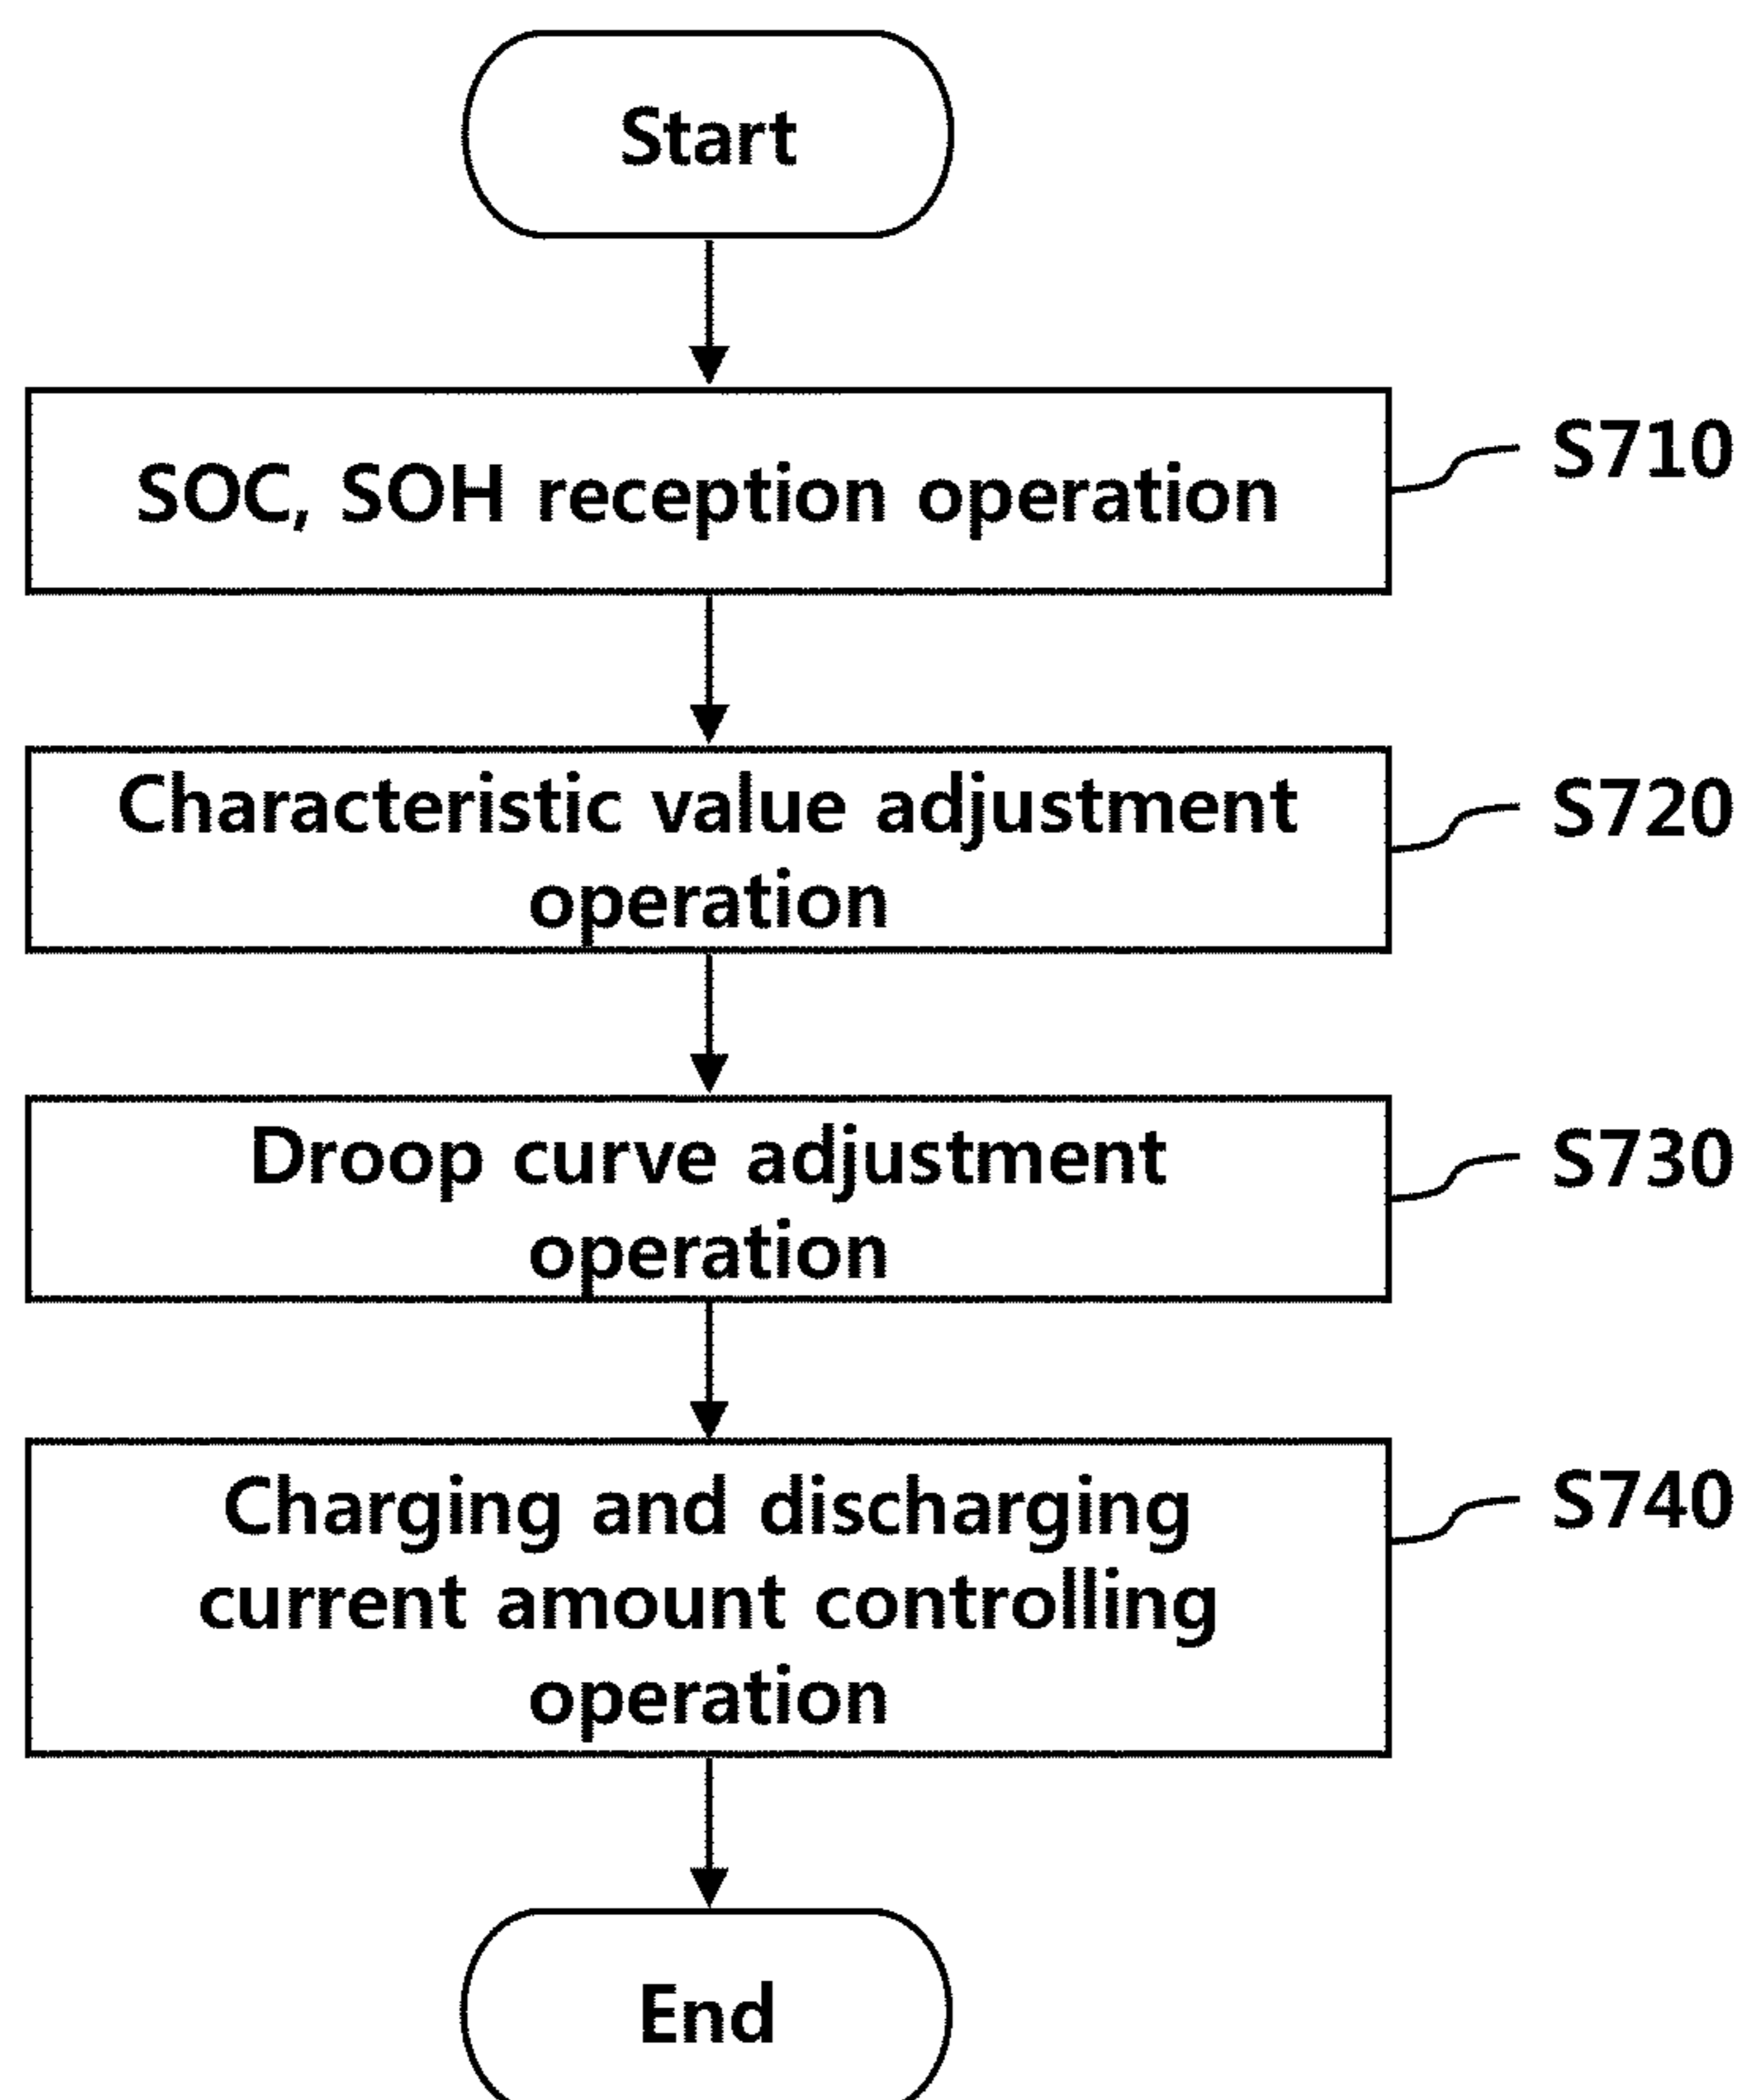 Start
SOC, SOH reception operation
S710
Characteristic value adjustment
operation
S720
Droop curve adjustment
operation
S730
Charging and discharging
current amount controlling
operation
S740
End